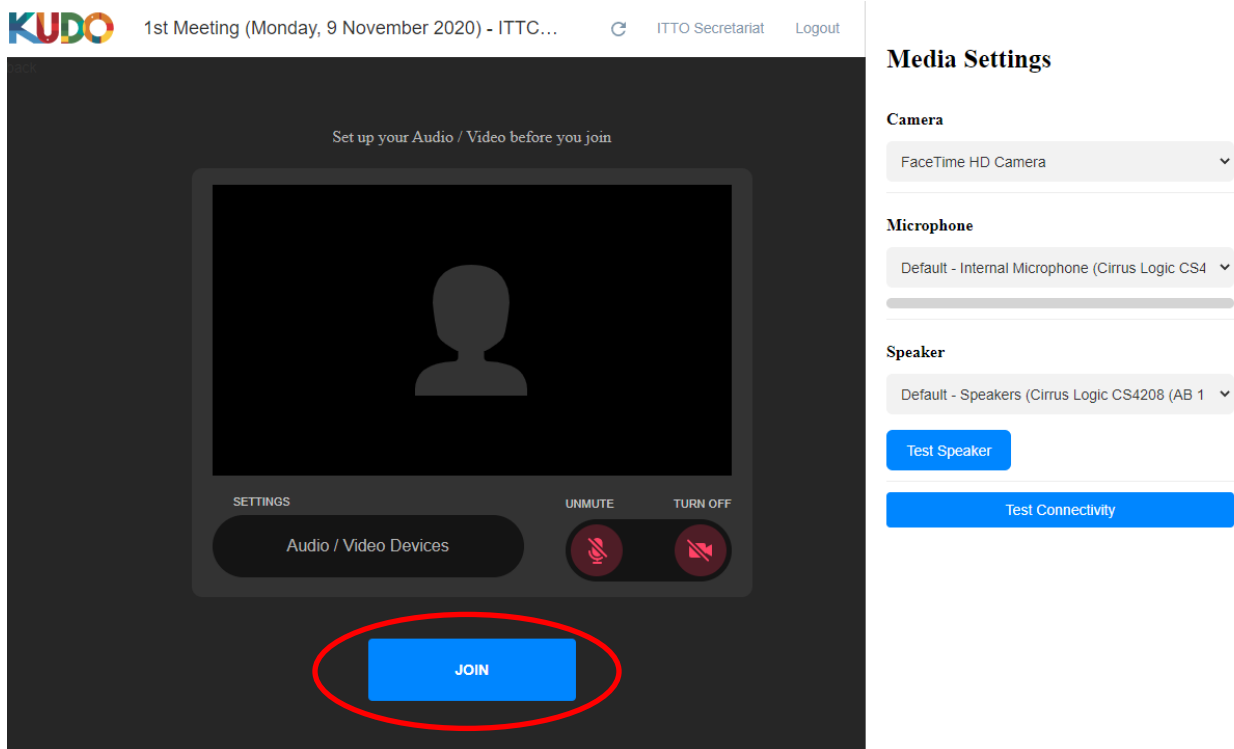 KUDO
1st Meeting (Monday, 9 November 2020) - ITTC...
ITTO Secretariat
Logout
back
Set up your Audio / Video before you join
SETTINGS
UNMUTE
TURN OFF
Audio / Video Devices
JOIN
Media Settings
Camera
FaceTime HD Camera
Microphone
Default - Internal Microphone (Cirrus Logic CS4
Speaker
Default - Speakers (Cirrus Logic CS4208 (AB 1
Test Speaker
Test Connectivity